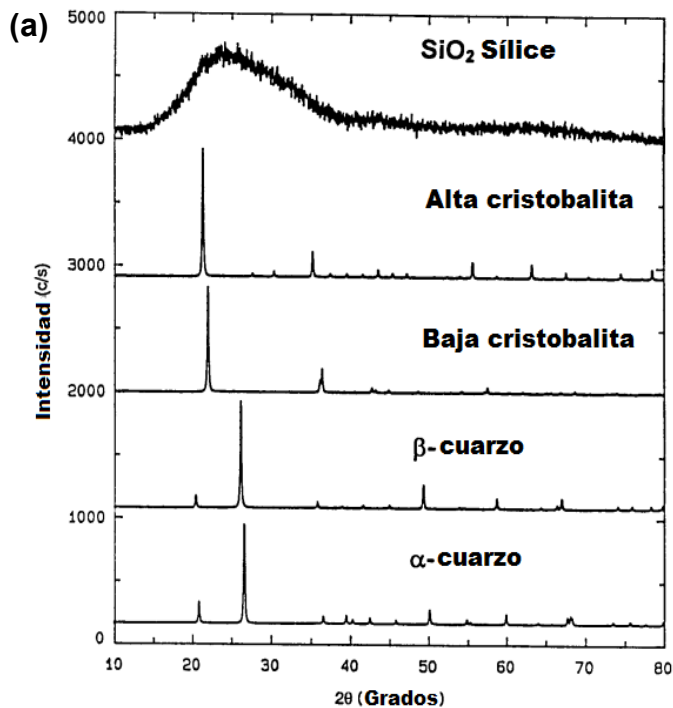 (a)
5000
SiO₂ Sílice
4000
Alta cristobalita
3000
Baja cristobalita
2000
β-cuarzo
1000
α-cuarzo
0
10 20 30 40 50 60 70 80
2θ (Grados)
Intensidad (c/s)